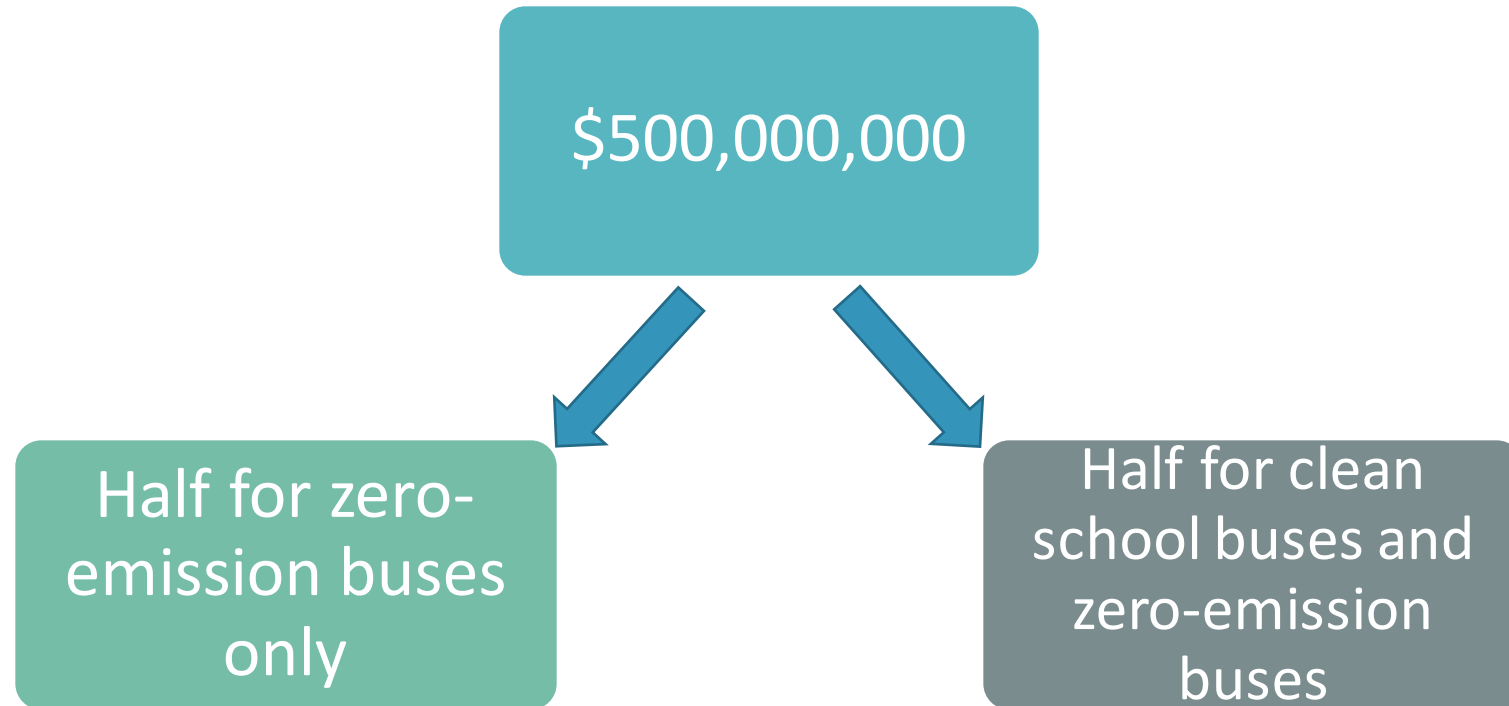 $500,000,000
Half for zero-
emission buses
only
Half for clean
school buses and
zero-emission
buses